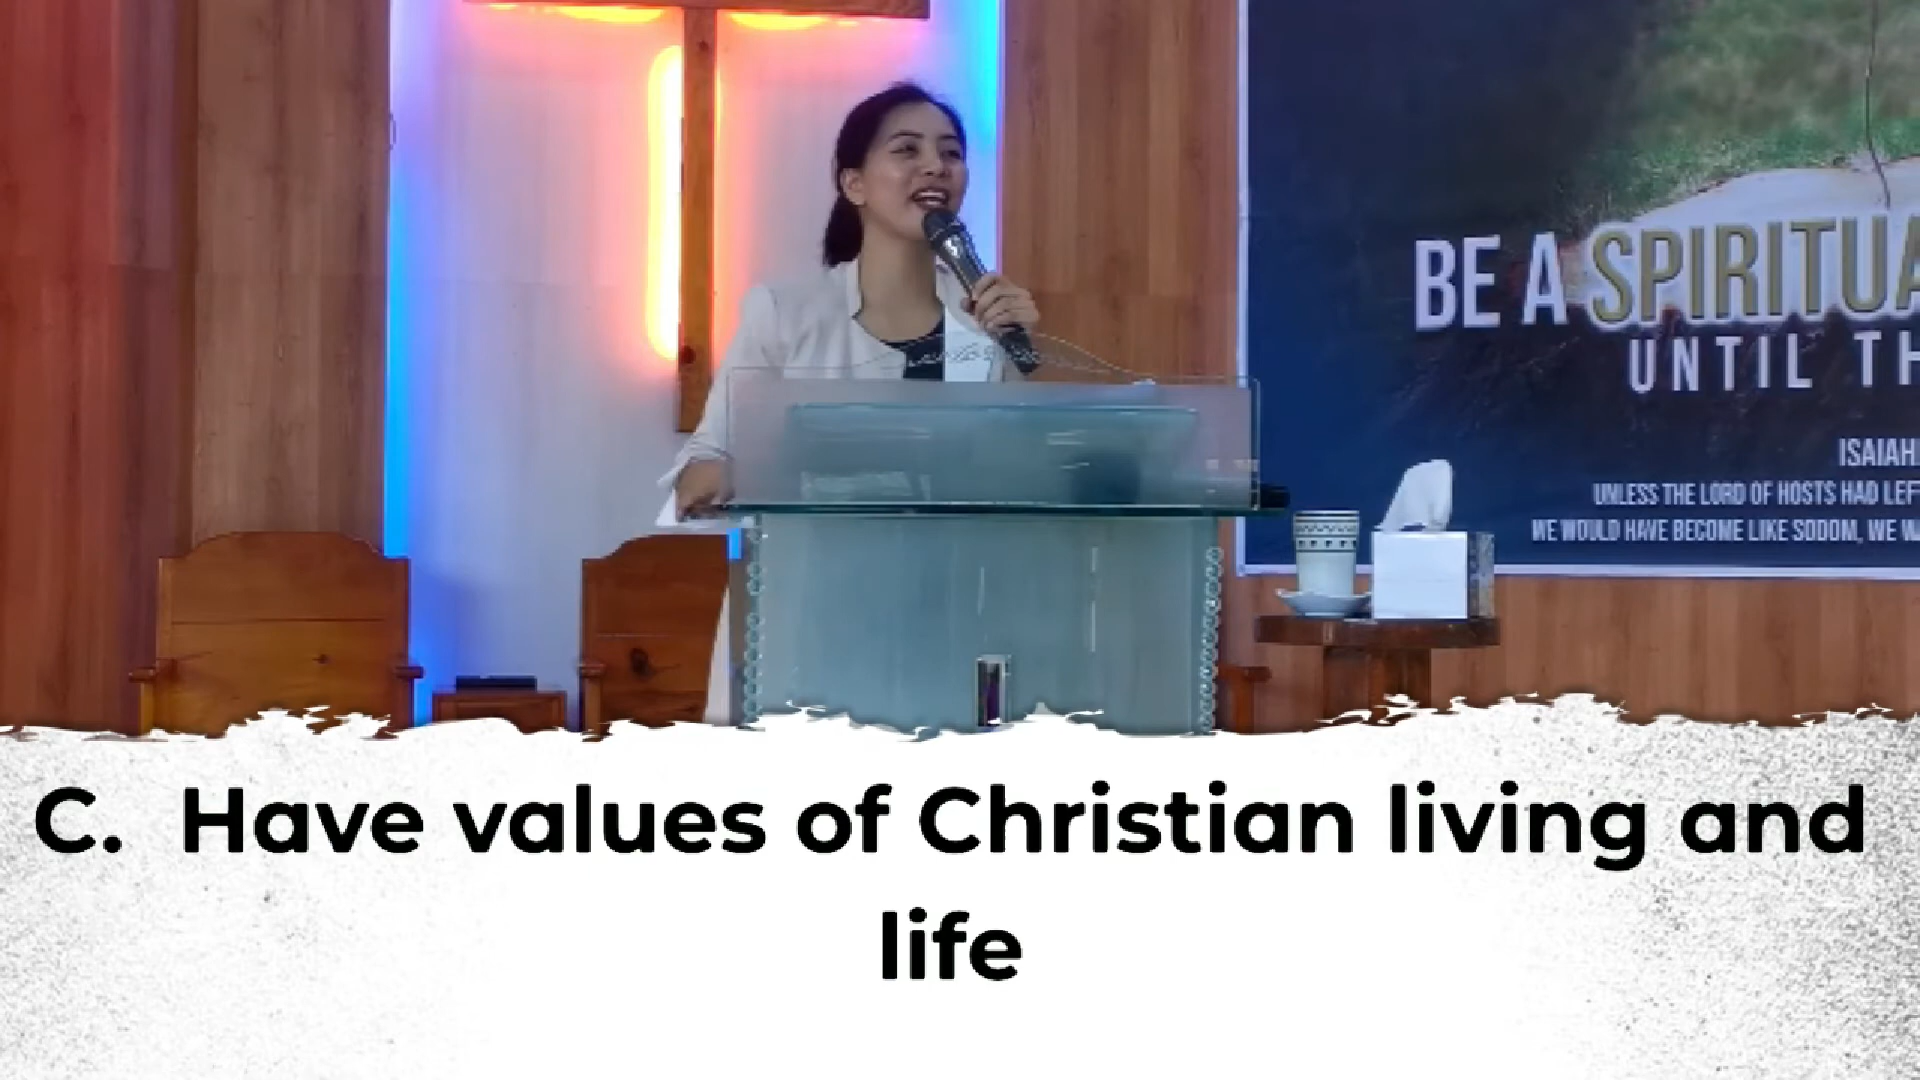 BE A SPIRITUA
UNTIL TH
ISAIAH
UNLESS THE LORD OF HOSTS HAD LEFT
WE WOULD HAVE BECOME LIKE SODOM, WE W
C. Have values of Christian living and
life